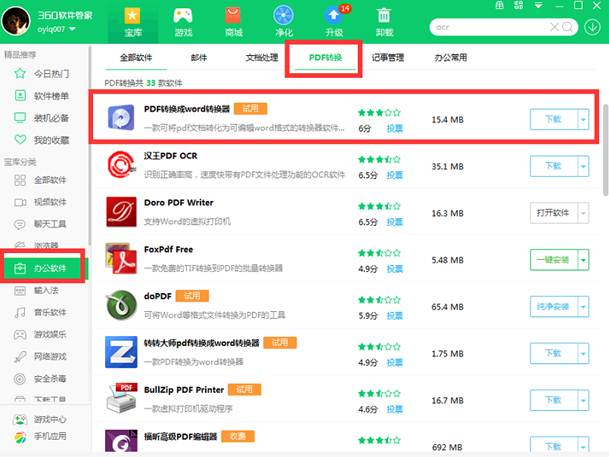 360软件管家
oylq007
宝库
游戏
商城
净化
升级
14
卸载
ocr
精品推荐
今日热门
软件榜单
装机必备
我的收藏
宝库分类
全部软件
视频软件
聊天工具
浏览器
办公软件
输入法
音乐软件
游戏娱乐
网络游戏
安全杀毒
下载工具
游戏中心
手机应用
全部软件 邮件 文档处理 PDF转换 记事管理 办公常用
PDF转换共 33 款软件
PDF转换成word转换器 试用
一款可将pdf文档转化为可编辑word格式的转换器软件...
6分 投票
15.4 MB
下载
汉王PDF OCR
识别正确率高，速度快带有PDF文件处理功能的OCR软件
6.5分 投票
35.1 MB
下载
Doro PDF Writer
支持Word的虚拟打印机
6.5分 投票
16.3 MB
打开软件
FoxPdf Free
一款免费的TIF转换到PDF的批量转换器
4.9分 投票
5.48 MB
一键安装
doPDF 试用
可将Word等格式文件转换为PDF的工具
5.9分 投票
65.4 MB
纯净安装
转转大师pdf转换成word转换器 试用
一款PDF转换为word转换器
4.9分 投票
1.75 MB
下载
BullZip PDF Printer 试用
一款虚拟打印机驱动程序
4.6分 投票
16.7 MB
下载
PDF
描昕高级PDF编辑器 收费
692 MB
下载